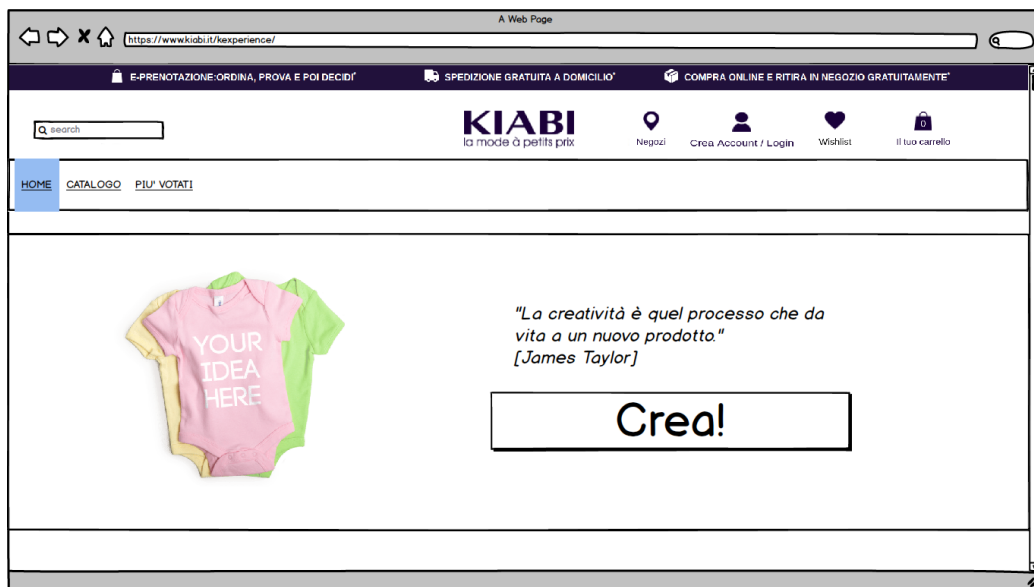 A Web Page
https://www.kiabi.it/kexperience/
E-PRENOTAZIONE:ORDINA, PROVA E POI DECIDI*
SPEDIZIONE GRATUITA A DOMICILIO*
COMPRA ONLINE E RITIRA IN NEGOZIO GRATUITAMENTE*
search
KIABI
la mode à petits prix
Negozi
Crea Account / Login
Wishlist
0
Il tuo carrello
HOME
CATALOGO
PIU' VOTATI
YOUR
IDEA
HERE
"La creatività è quel processo che da
vita a un nuovo prodotto."
[James Taylor]
Crea!